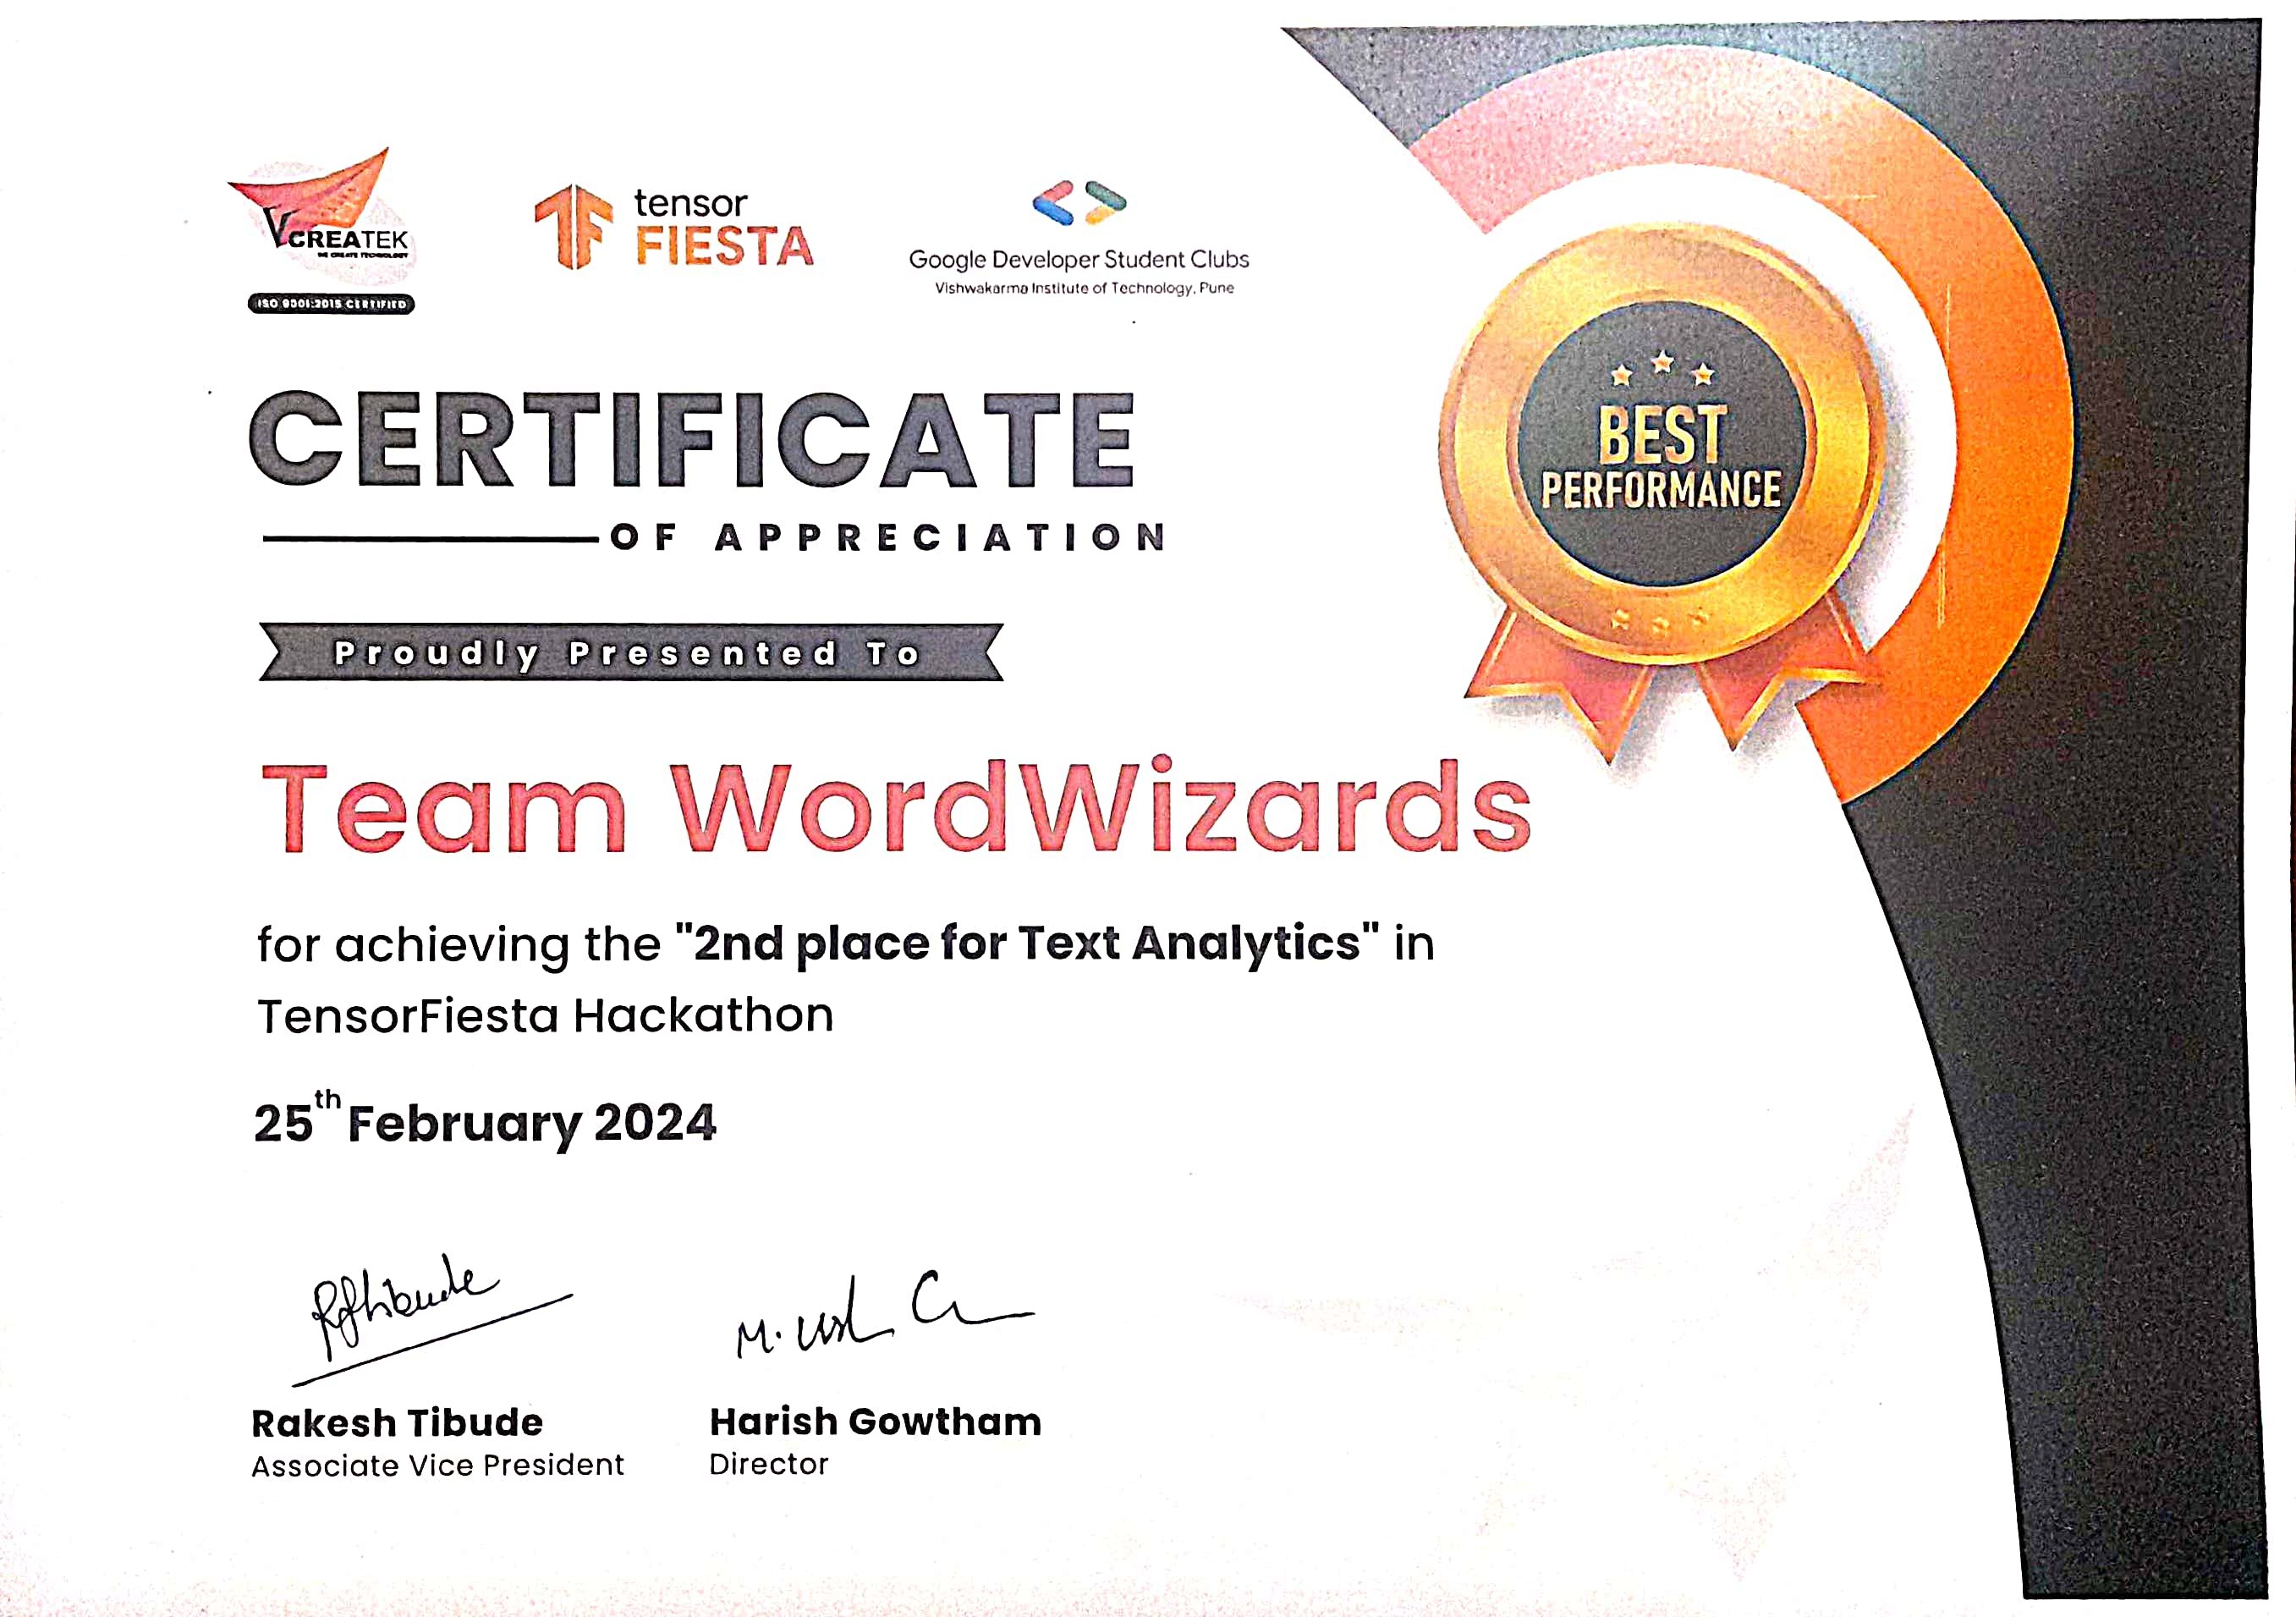 VCREATEK
WE CREATE TECHNOLOGY
ISO 9001:2015 CERTIFIED
tensor
FIESTA
Google Developer Student Clubs
Vishwakarma Institute of Technology, Pune
CERTIFICATE
OF APPRECIATION
BEST
PERFORMANCE
Proudly Presented To
Team WordWizards
for achieving the "2nd place for Text Analytics" in
TensorFiesta Hackathon
25th February 2024
Rakesh Tibude
Associate Vice President
Harish Gowtham
Director